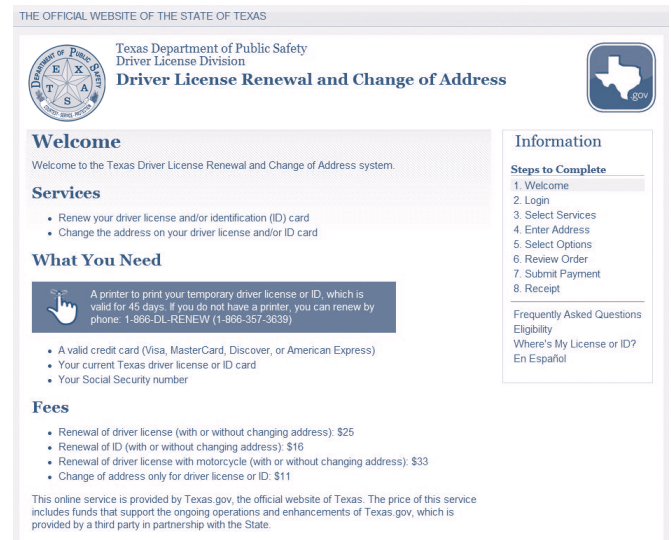 THE OFFICIAL WEBSITE OF THE STATE OF TEXAS
DEPARTMENT OF PUBLIC SAFETY
TEXAS
COURTESY · SERVICE · PROTECTION
Texas Department of Public Safety
Driver License Division
Driver License Renewal and Change of Address
.gov
Welcome
Welcome to the Texas Driver License Renewal and Change of Address system.
Services
• Renew your driver license and/or identification (ID) card
• Change the address on your driver license and/or ID card
What You Need
A printer to print your temporary driver license or ID, which is
valid for 45 days. If you do not have a printer, you can renew by
phone: 1-866-DL-RENEW (1-866-357-3639)
• A valid credit card (Visa, MasterCard, Discover, or American Express)
• Your current Texas driver license or ID card
• Your Social Security number
Fees
• Renewal of driver license (with or without changing address): $25
• Renewal of ID (with or without changing address): $16
• Renewal of driver license with motorcycle (with or without changing address): $33
• Change of address only for driver license or ID: $11
This online service is provided by Texas.gov, the official website of Texas. The price of this service
includes funds that support the ongoing operations and enhancements of Texas.gov, which is
provided by a third party in partnership with the State.
Information
Steps to Complete
1. Welcome
2. Login
3. Select Services
4. Enter Address
5. Select Options
6. Review Order
7. Submit Payment
8. Receipt
Frequently Asked Questions
Eligibility
Where's My License or ID?
En Español